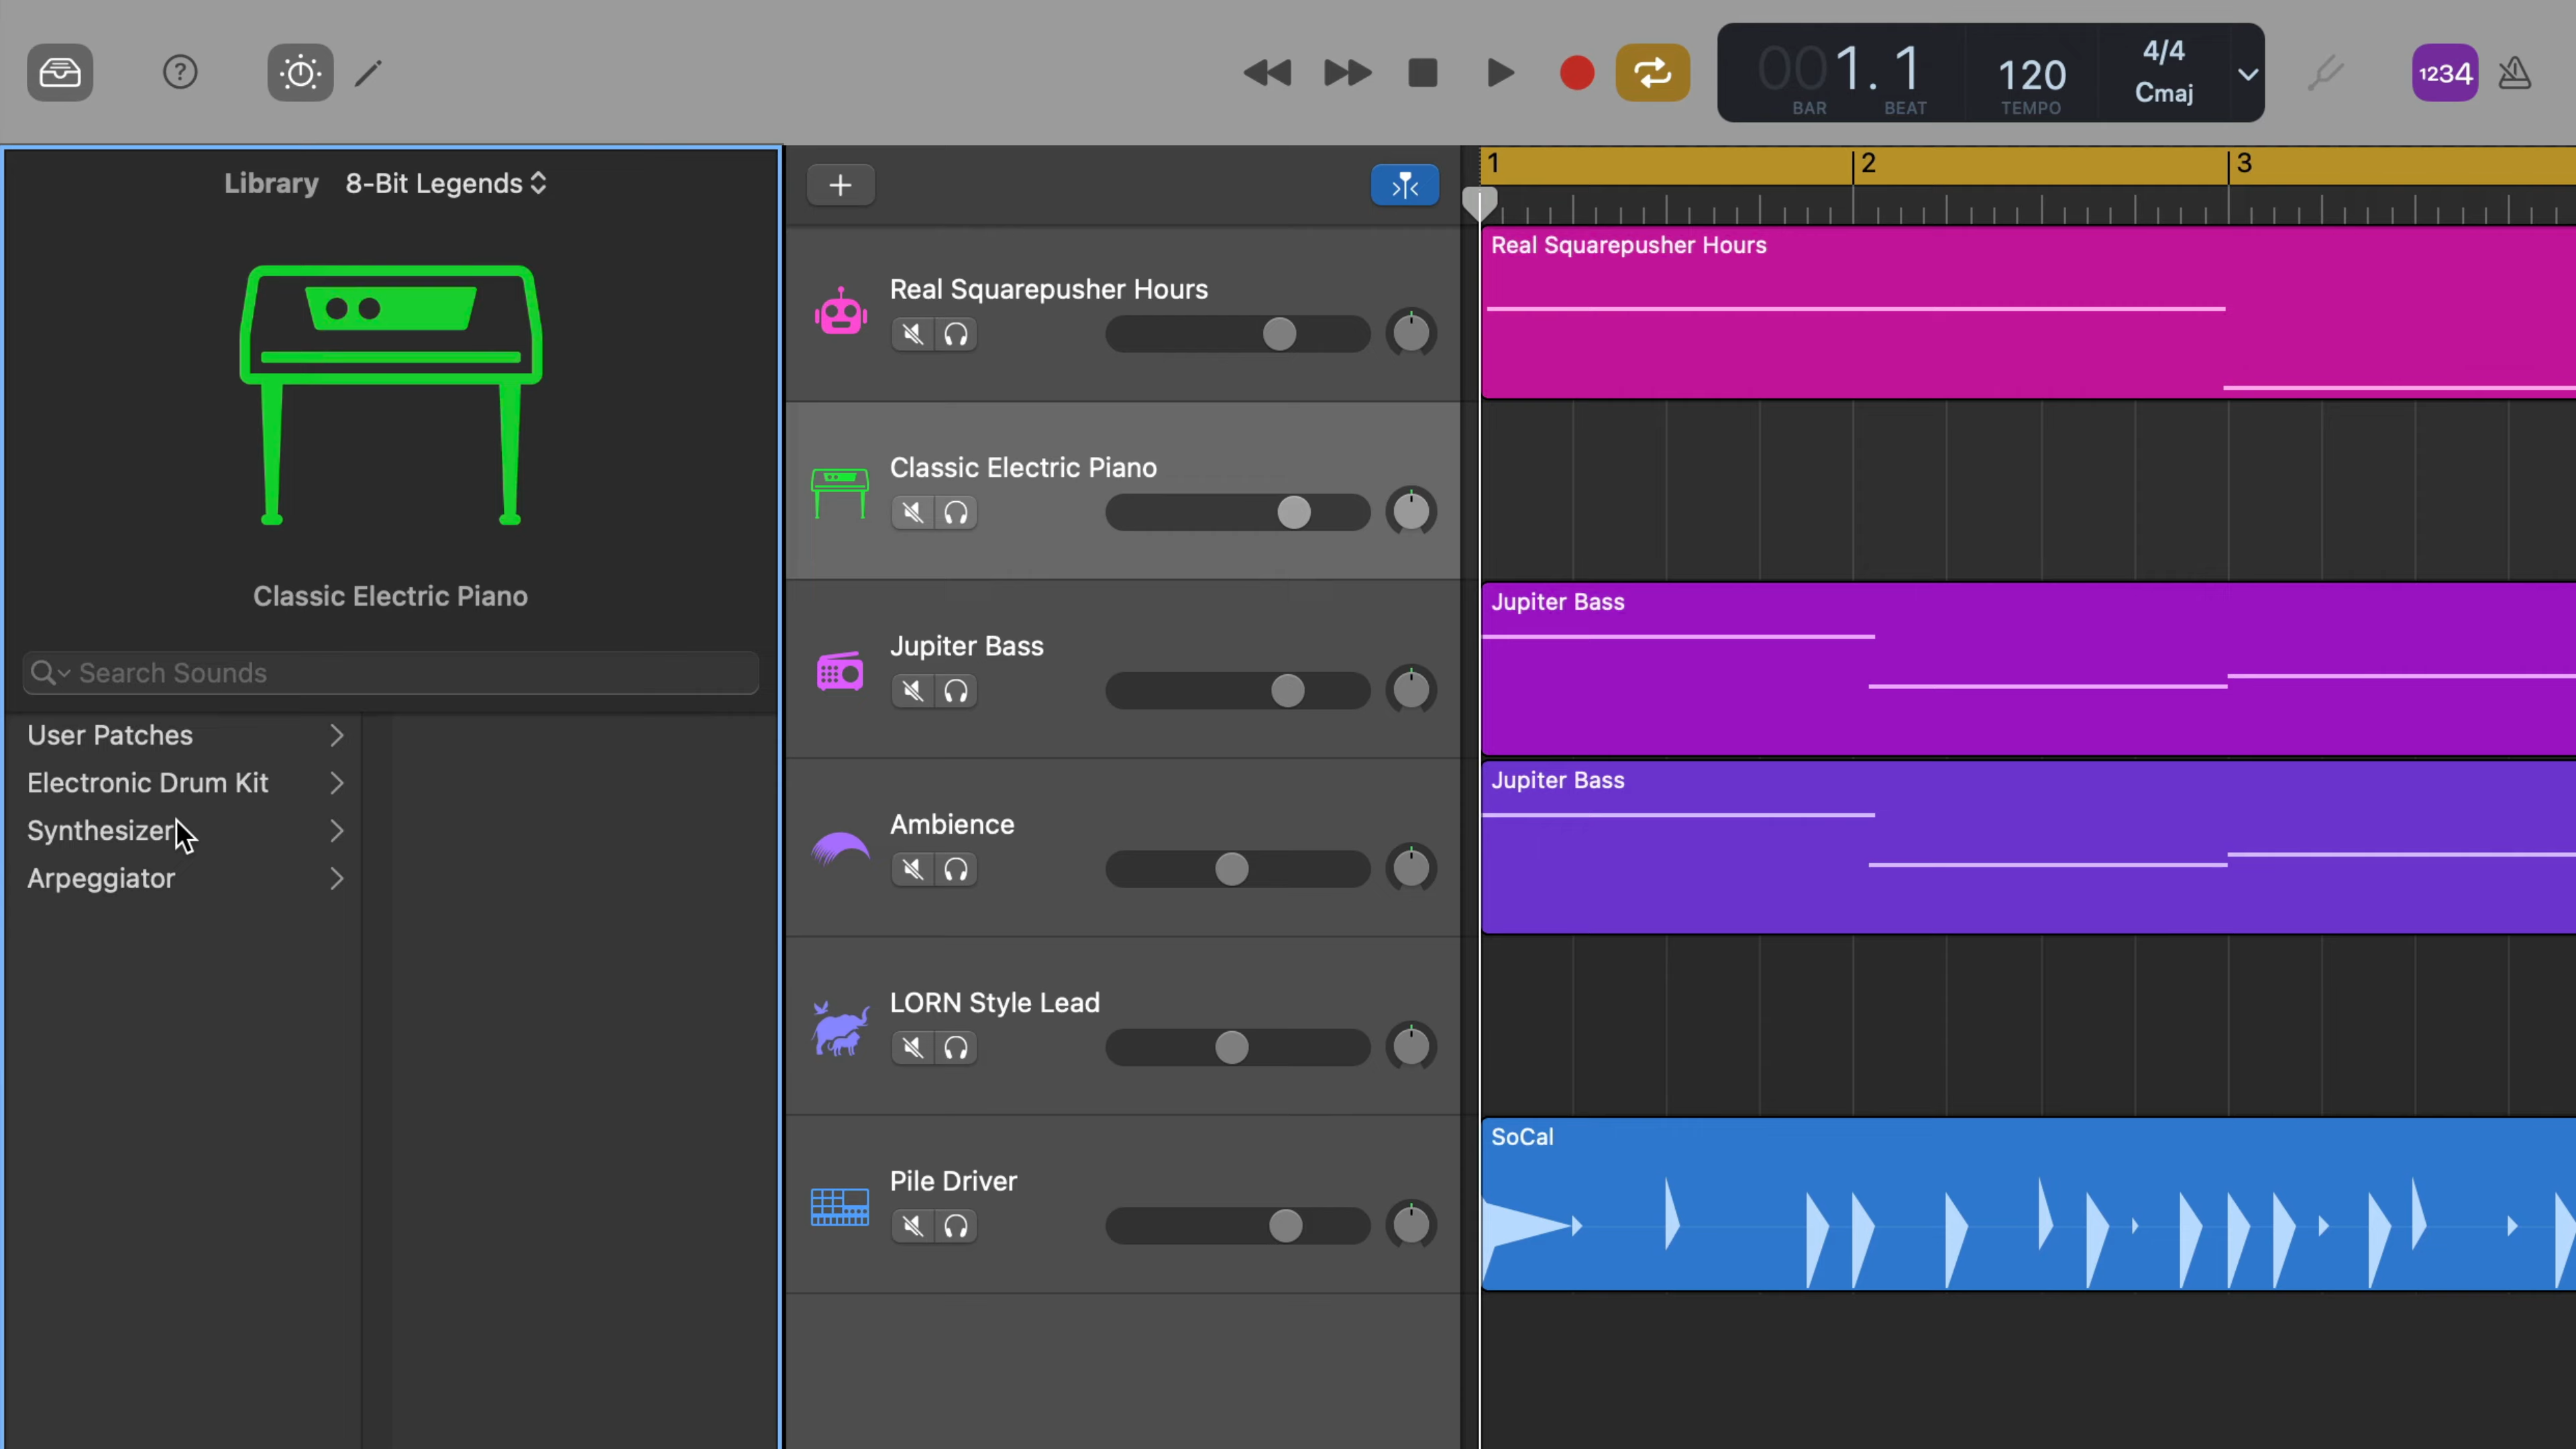 001. 1
BAR BEAT
120
TEMPO
4/4
Cmaj
1234
Library 8-Bit Legends
Classic Electric Piano
Search Sounds
User Patches
Electronic Drum Kit
Synthesizer
Arpeggiator
1 2 3
Real Squarepusher Hours
Real Squarepusher Hours
Classic Electric Piano
Jupiter Bass
Jupiter Bass
Ambience
Jupiter Bass
LORN Style Lead
Pile Driver
SoCal